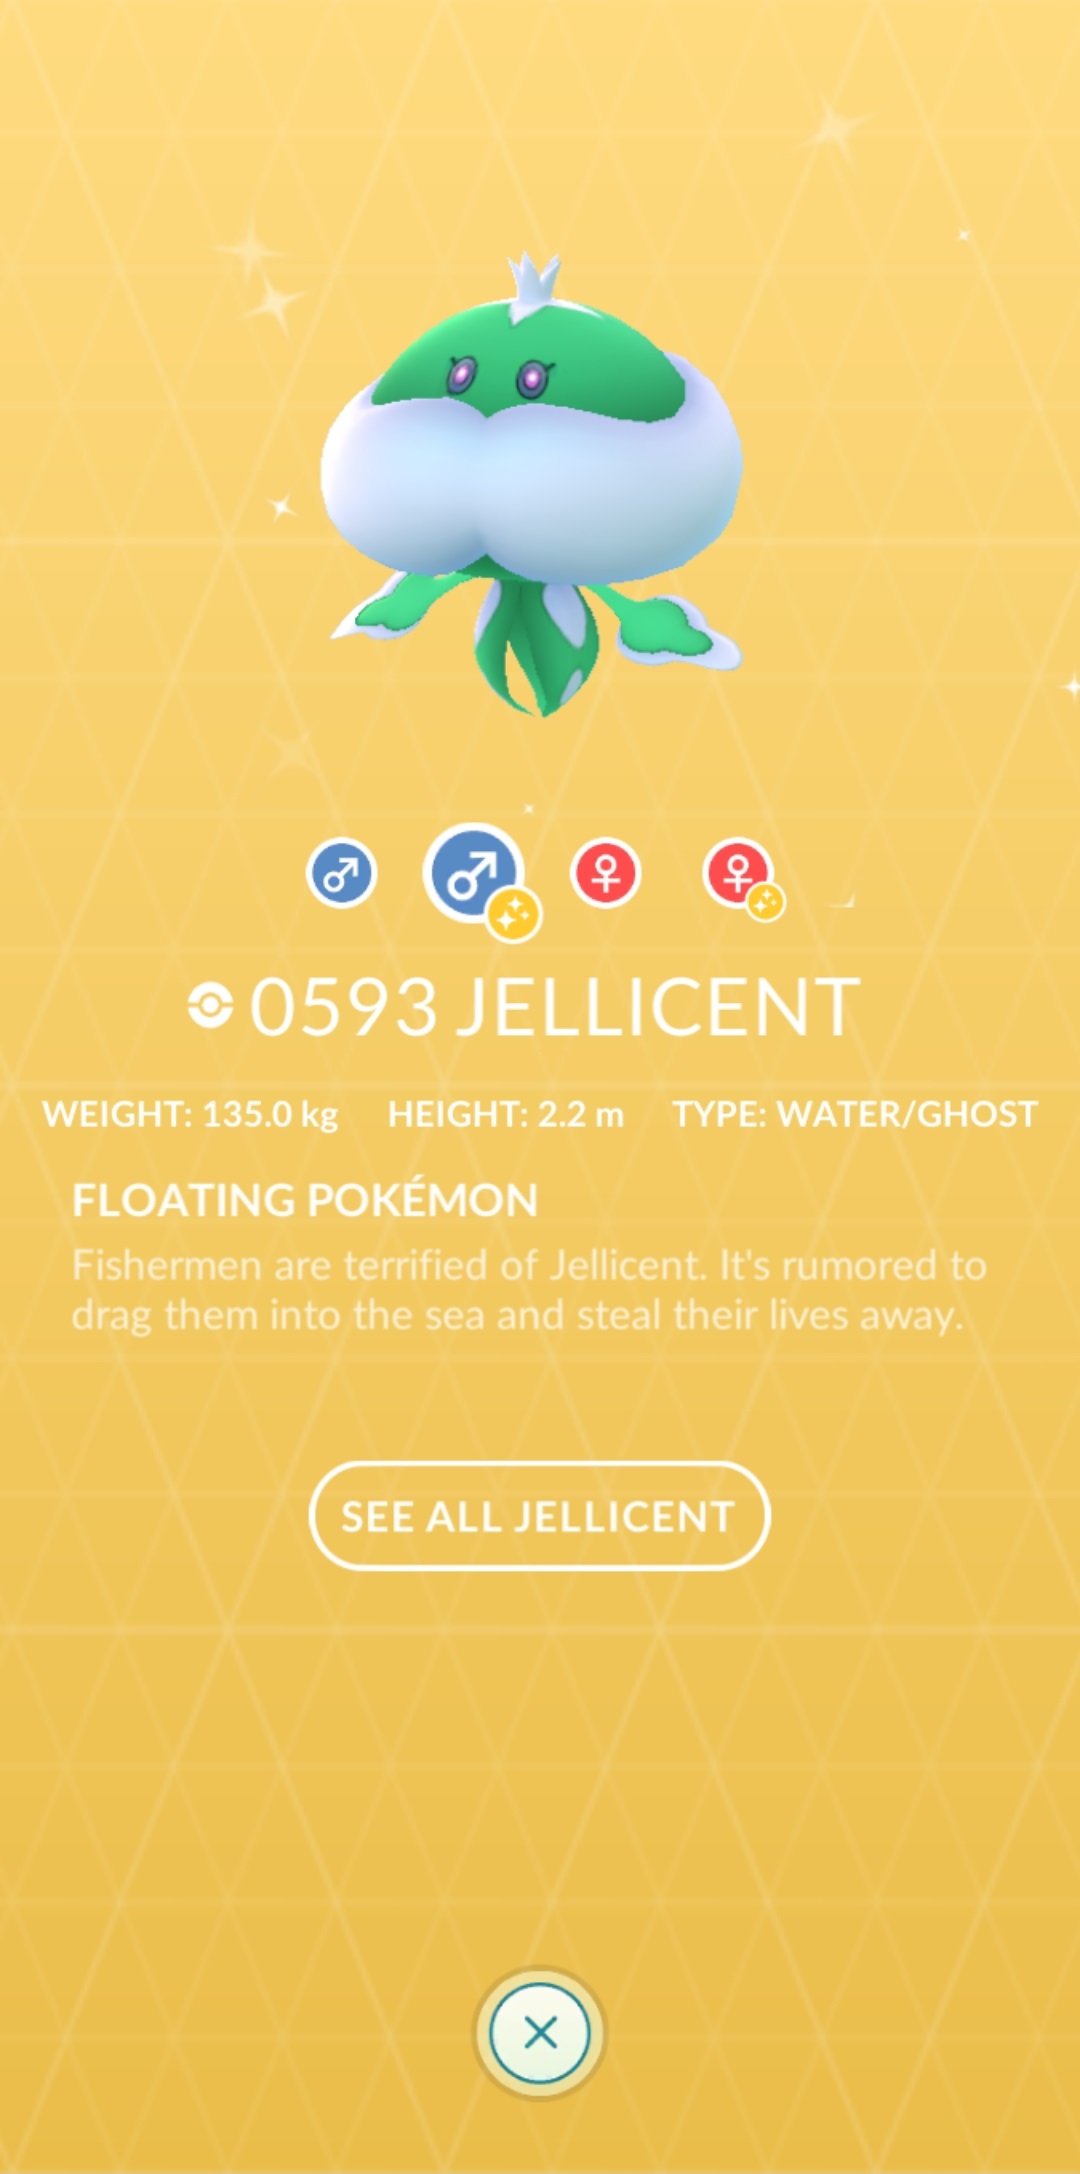 0593 JELLICENT
WEIGHT: 135.0 kg HEIGHT: 2.2 m TYPE: WATER/GHOST
FLOATING POKÉMON
Fishermen are terrified of Jellicent. It's rumored to
drag them into the sea and steal their lives away.
SEE ALL JELLICENT